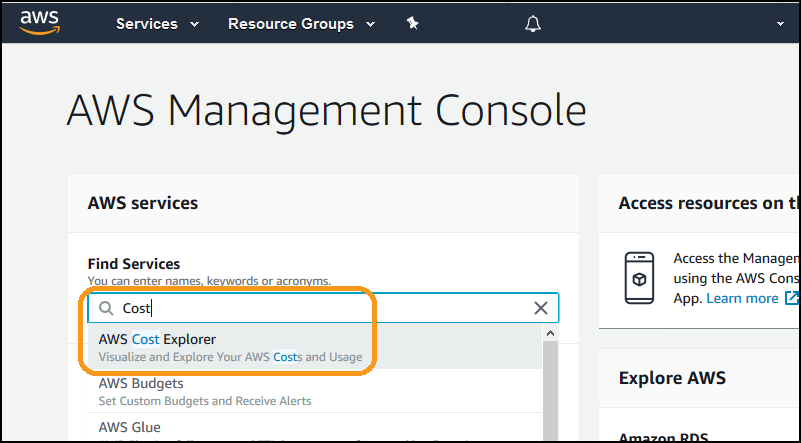 aws
Services
Resource Groups
AWS Management Console
AWS services
Find Services
You can enter names, keywords or acronyms.
Cost
AWS Cost Explorer
Visualize and Explore Your AWS Costs and Usage
AWS Budgets
Set Custom Budgets and Receive Alerts
AWS Glue
Access resources on
Access the Manage
using the AWS Cons
App. Learn more
Explore AWS
Amazon RDS